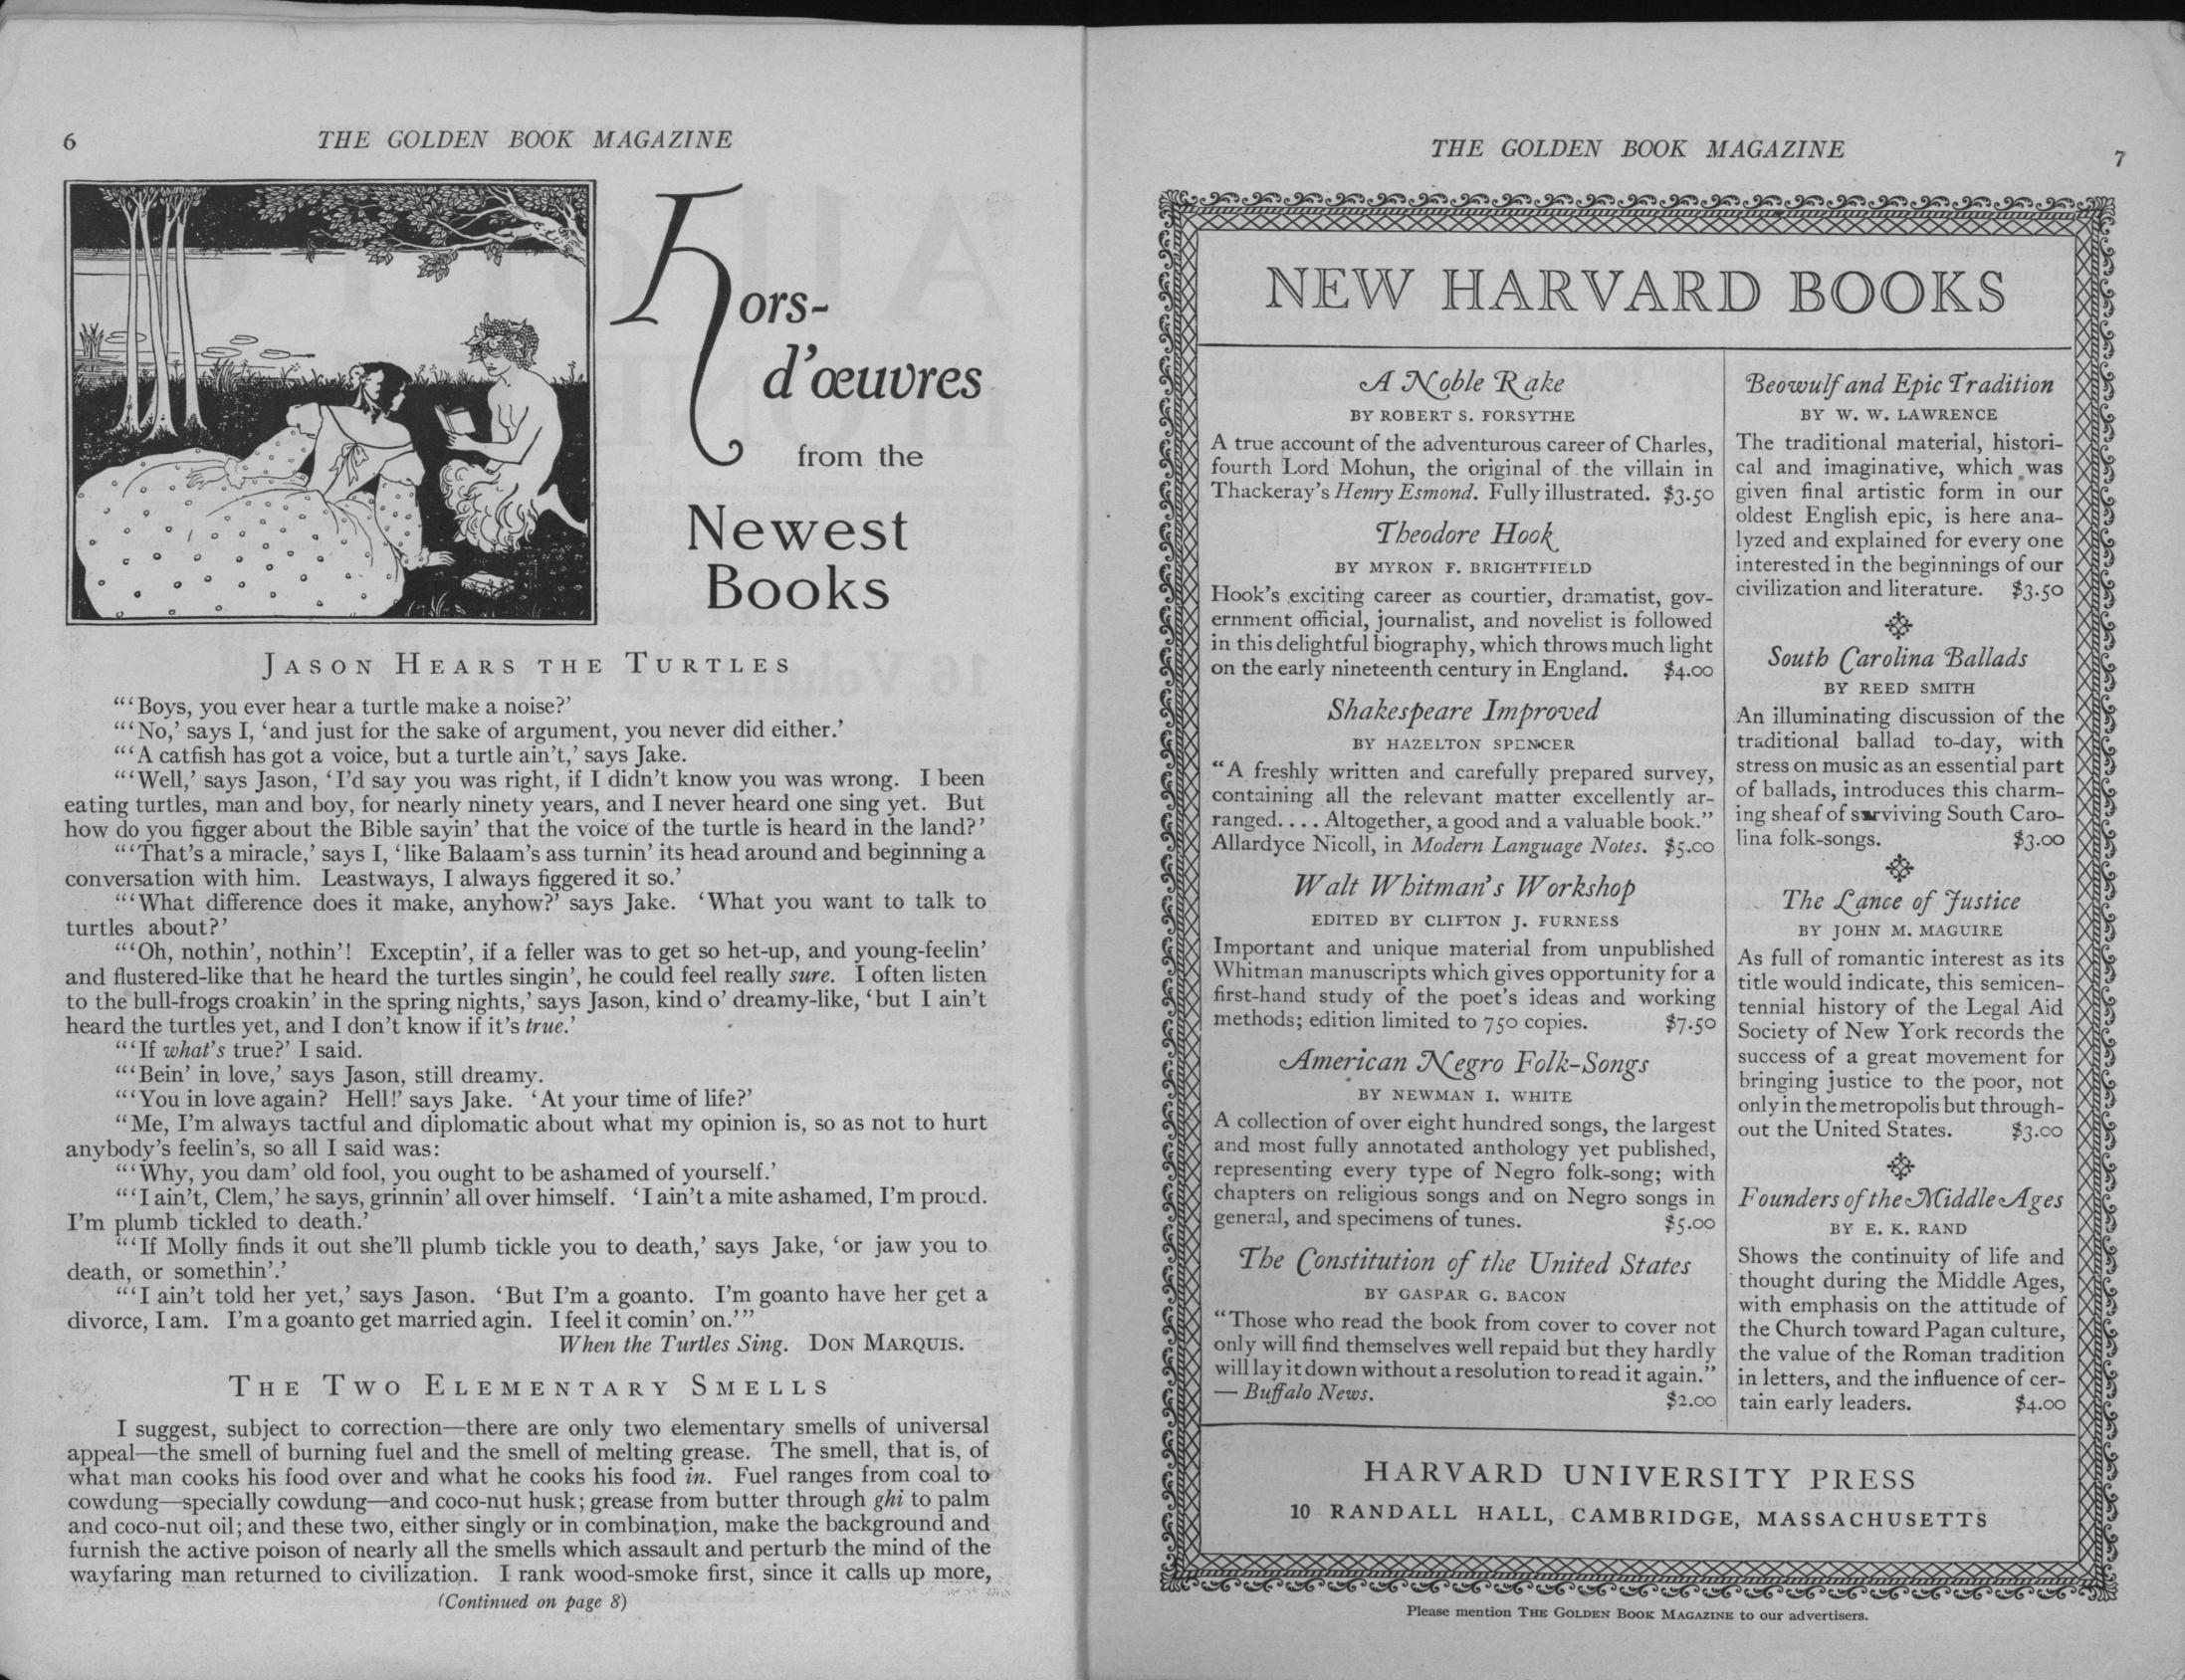 6
THE GOLDEN BOOK MAGAZINE
Hors-
d'œuvres
from the
Newest
Books
JASON HEARS THE TURTLES
“‘Boys, you ever hear a turtle make a noise?’
“‘No,’ says I, ‘and just for the sake of argument, you never did either.’
“‘A catfish has got a voice, but a turtle ain’t,’ says Jake.
“‘Well,’ says Jason, ‘I’d say you was right, if I didn’t know you was wrong. I been
eating turtles, man and boy, for nearly ninety years, and I never heard one sing yet. But
how do you figger about the Bible sayin’ that the voice of the turtle is heard in the land?’
“‘That’s a miracle,’ says I, ‘like Balaam’s ass turnin’ its head around and beginning a
conversation with him. Leastways, I always figgered it so.’
“‘What difference does it make, anyhow?’ says Jake. ‘What you want to talk to
turtles about?’
“‘Oh, nothin’, nothin’! Exceptin’, if a feller was to get so het-up, and young-feelin’
and flustered-like that he heard the turtles singin’, he could feel really sure. I often listen
to the bull-frogs croakin’ in the spring nights,’ says Jason, kind o’ dreamy-like, ‘but I ain’t
heard the turtles yet, and I don’t know if it’s true.’
“‘If what’s true?’ I said.
“‘Bein’ in love,’ says Jason, still dreamy.
“‘You in love again? Hell!’ says Jake. ‘At your time of life?’
“Me, I’m always tactful and diplomatic about what my opinion is, so as not to hurt
anybody’s feelin’s, so all I said was:
“‘Why, you dam’ old fool, you ought to be ashamed of yourself.’
“‘I ain’t, Clem,’ he says, grinnin’ all over himself. ‘I ain’t a mite ashamed, I’m proud.
I’m plumb tickled to death.’
“‘If Molly finds it out she’ll plumb tickle you to death,’ says Jake, ‘or jaw you to
death, or somethin’.’
“‘I ain’t told her yet,’ says Jason. ‘But I’m a goanto. I’m goanto have her get a
divorce, I am. I’m a goanto get married agin. I feel it comin’ on.’”
When the Turtles Sing. DON MARQUIS.
THE TWO ELEMENTARY SMELLS
I suggest, subject to correction—there are only two elementary smells of universal
appeal—the smell of burning fuel and the smell of melting grease. The smell, that is, of
what man cooks his food over and what he cooks his food in. Fuel ranges from coal to
cowdung—specially cowdung—and coco-nut husk; grease from butter through ghi to palm
and coco-nut oil; and these two, either singly or in combination, make the background and
furnish the active poison of nearly all the smells which assault and perturb the mind of the
wayfaring man returned to civilization. I rank wood-smoke first, since it calls up more,
(Continued on page 8)
THE GOLDEN BOOK MAGAZINE
7
NEW HARVARD BOOKS
A Noble Rake
BY ROBERT S. FORSYTHE
A true account of the adventurous career of Charles,
fourth Lord Mohun, the original of the villain in
Thackeray’s Henry Esmond. Fully illustrated. $3.50
Theodore Hook
BY MYRON F. BRIGHTFIELD
Hook’s exciting career as courtier, dramatist, gov-
ernment official, journalist, and novelist is followed
in this delightful biography, which throws much light
on the early nineteenth century in England. $4.00
Shakespeare Improved
BY HAZELTON SPENCER
“A freshly written and carefully prepared survey,
containing all the relevant matter excellently ar-
ranged.... Altogether, a good and a valuable book.”
Allardyce Nicoll, in Modern Language Notes. $5.00
Walt Whitman’s Workshop
EDITED BY CLIFTON J. FURNESS
Important and unique material from unpublished
Whitman manuscripts which gives opportunity for a
first-hand study of the poet’s ideas and working
methods; edition limited to 750 copies. $7.50
American Negro Folk-Songs
BY NEWMAN I. WHITE
A collection of over eight hundred songs, the largest
and most fully annotated anthology yet published,
representing every type of Negro folk-song; with
chapters on religious songs and on Negro songs in
general, and specimens of tunes. $5.00
The Constitution of the United States
BY GASPAR G. BACON
“Those who read the book from cover to cover not
only will find themselves well repaid but they hardly
will lay it down without a resolution to read it again.”
— Buffalo News. $2.00
Beowulf and Epic Tradition
BY W. W. LAWRENCE
The traditional material, histori-
cal and imaginative, which was
given final artistic form in our
oldest English epic, is here ana-
lyzed and explained for every one
interested in the beginnings of our
civilization and literature. $3.50
South Carolina Ballads
BY REED SMITH
An illuminating discussion of the
traditional ballad to-day, with
stress on music as an essential part
of ballads, introduces this charm-
ing sheaf of surviving South Caro-
lina folk-songs. $3.00
The Lance of Justice
BY JOHN M. MAGUIRE
As full of romantic interest as its
title would indicate, this semicen-
tennial history of the Legal Aid
Society of New York records the
success of a great movement for
bringing justice to the poor, not
only in the metropolis but through-
out the United States. $3.00
Founders of the Middle Ages
BY E. K. RAND
Shows the continuity of life and
thought during the Middle Ages,
with emphasis on the attitude of
the Church toward Pagan culture,
the value of the Roman tradition
in letters, and the influence of cer-
tain early leaders. $4.00
HARVARD UNIVERSITY PRESS
10 RANDALL HALL, CAMBRIDGE, MASSACHUSETTS
Please mention THE GOLDEN BOOK MAGAZINE to our advertisers.